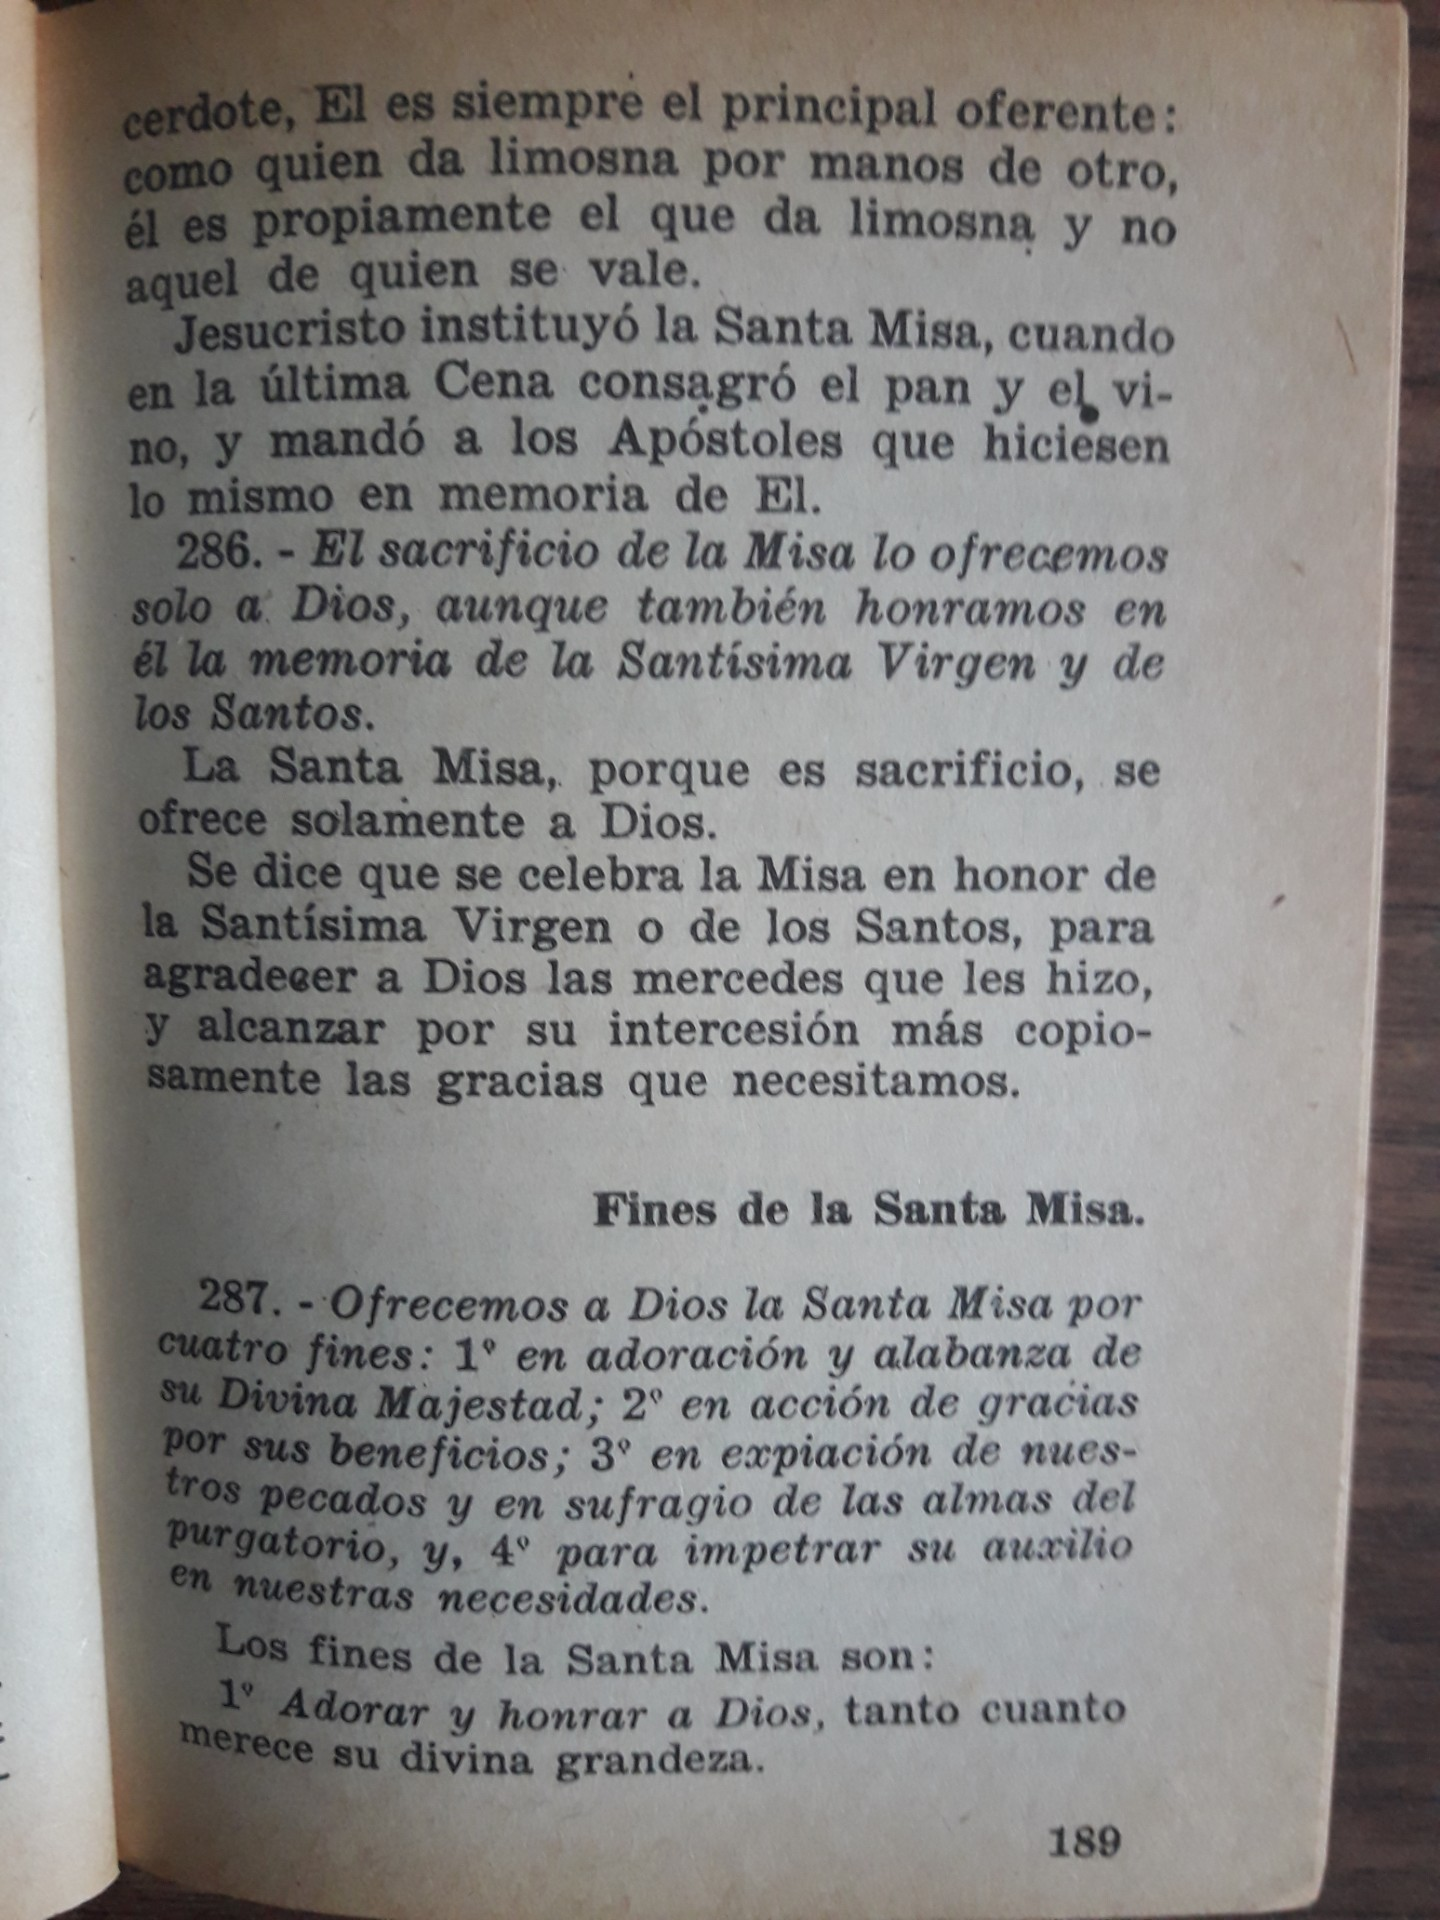 cerdote, El es siempre el principal oferente:
como quien da limosna por manos de otro,
él es propiamente el que da limosna y no
aquel de quien se vale.
Jesucristo instituyó la Santa Misa, cuando
en la última Cena consagró el pan y el vi-
no, y mandó a los Apóstoles que hiciesen
lo mismo en memoria de El.
286. - El sacrificio de la Misa lo ofrecemos
solo a Dios, aunque también honramos en
él la memoria de la Santísima Virgen y de
los Santos.
La Santa Misa, porque es sacrificio, se
ofrece solamente a Dios.
Se dice que se celebra la Misa en honor de
la Santísima Virgen o de los Santos, para
agradecer a Dios las mercedes que les hizo,
y alcanzar por su intercesión más copio-
samente las gracias que necesitamos.
Fines de la Santa Misa.
287. - Ofrecemos a Dios la Santa Misa por
cuatro fines: 1º en adoración y alabanza de
su Divina Majestad; 2º en acción de gracias
por sus beneficios; 3º en expiación de nues-
tros pecados y en sufragio de las almas del
purgatorio, y, 4º para impetrar su auxilio
en nuestras necesidades.
Los fines de la Santa Misa son:
1º Adorar y honrar a Dios, tanto cuanto
merece su divina grandeza.
189